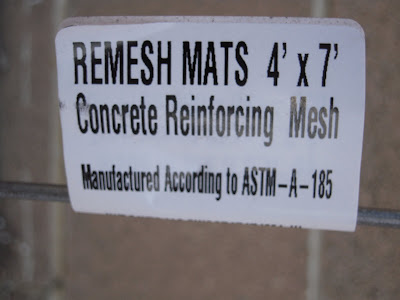 REMESH MATS 4' x 7'
Concrete Reinforcing Mesh
Manufactured According to ASTM-A-185